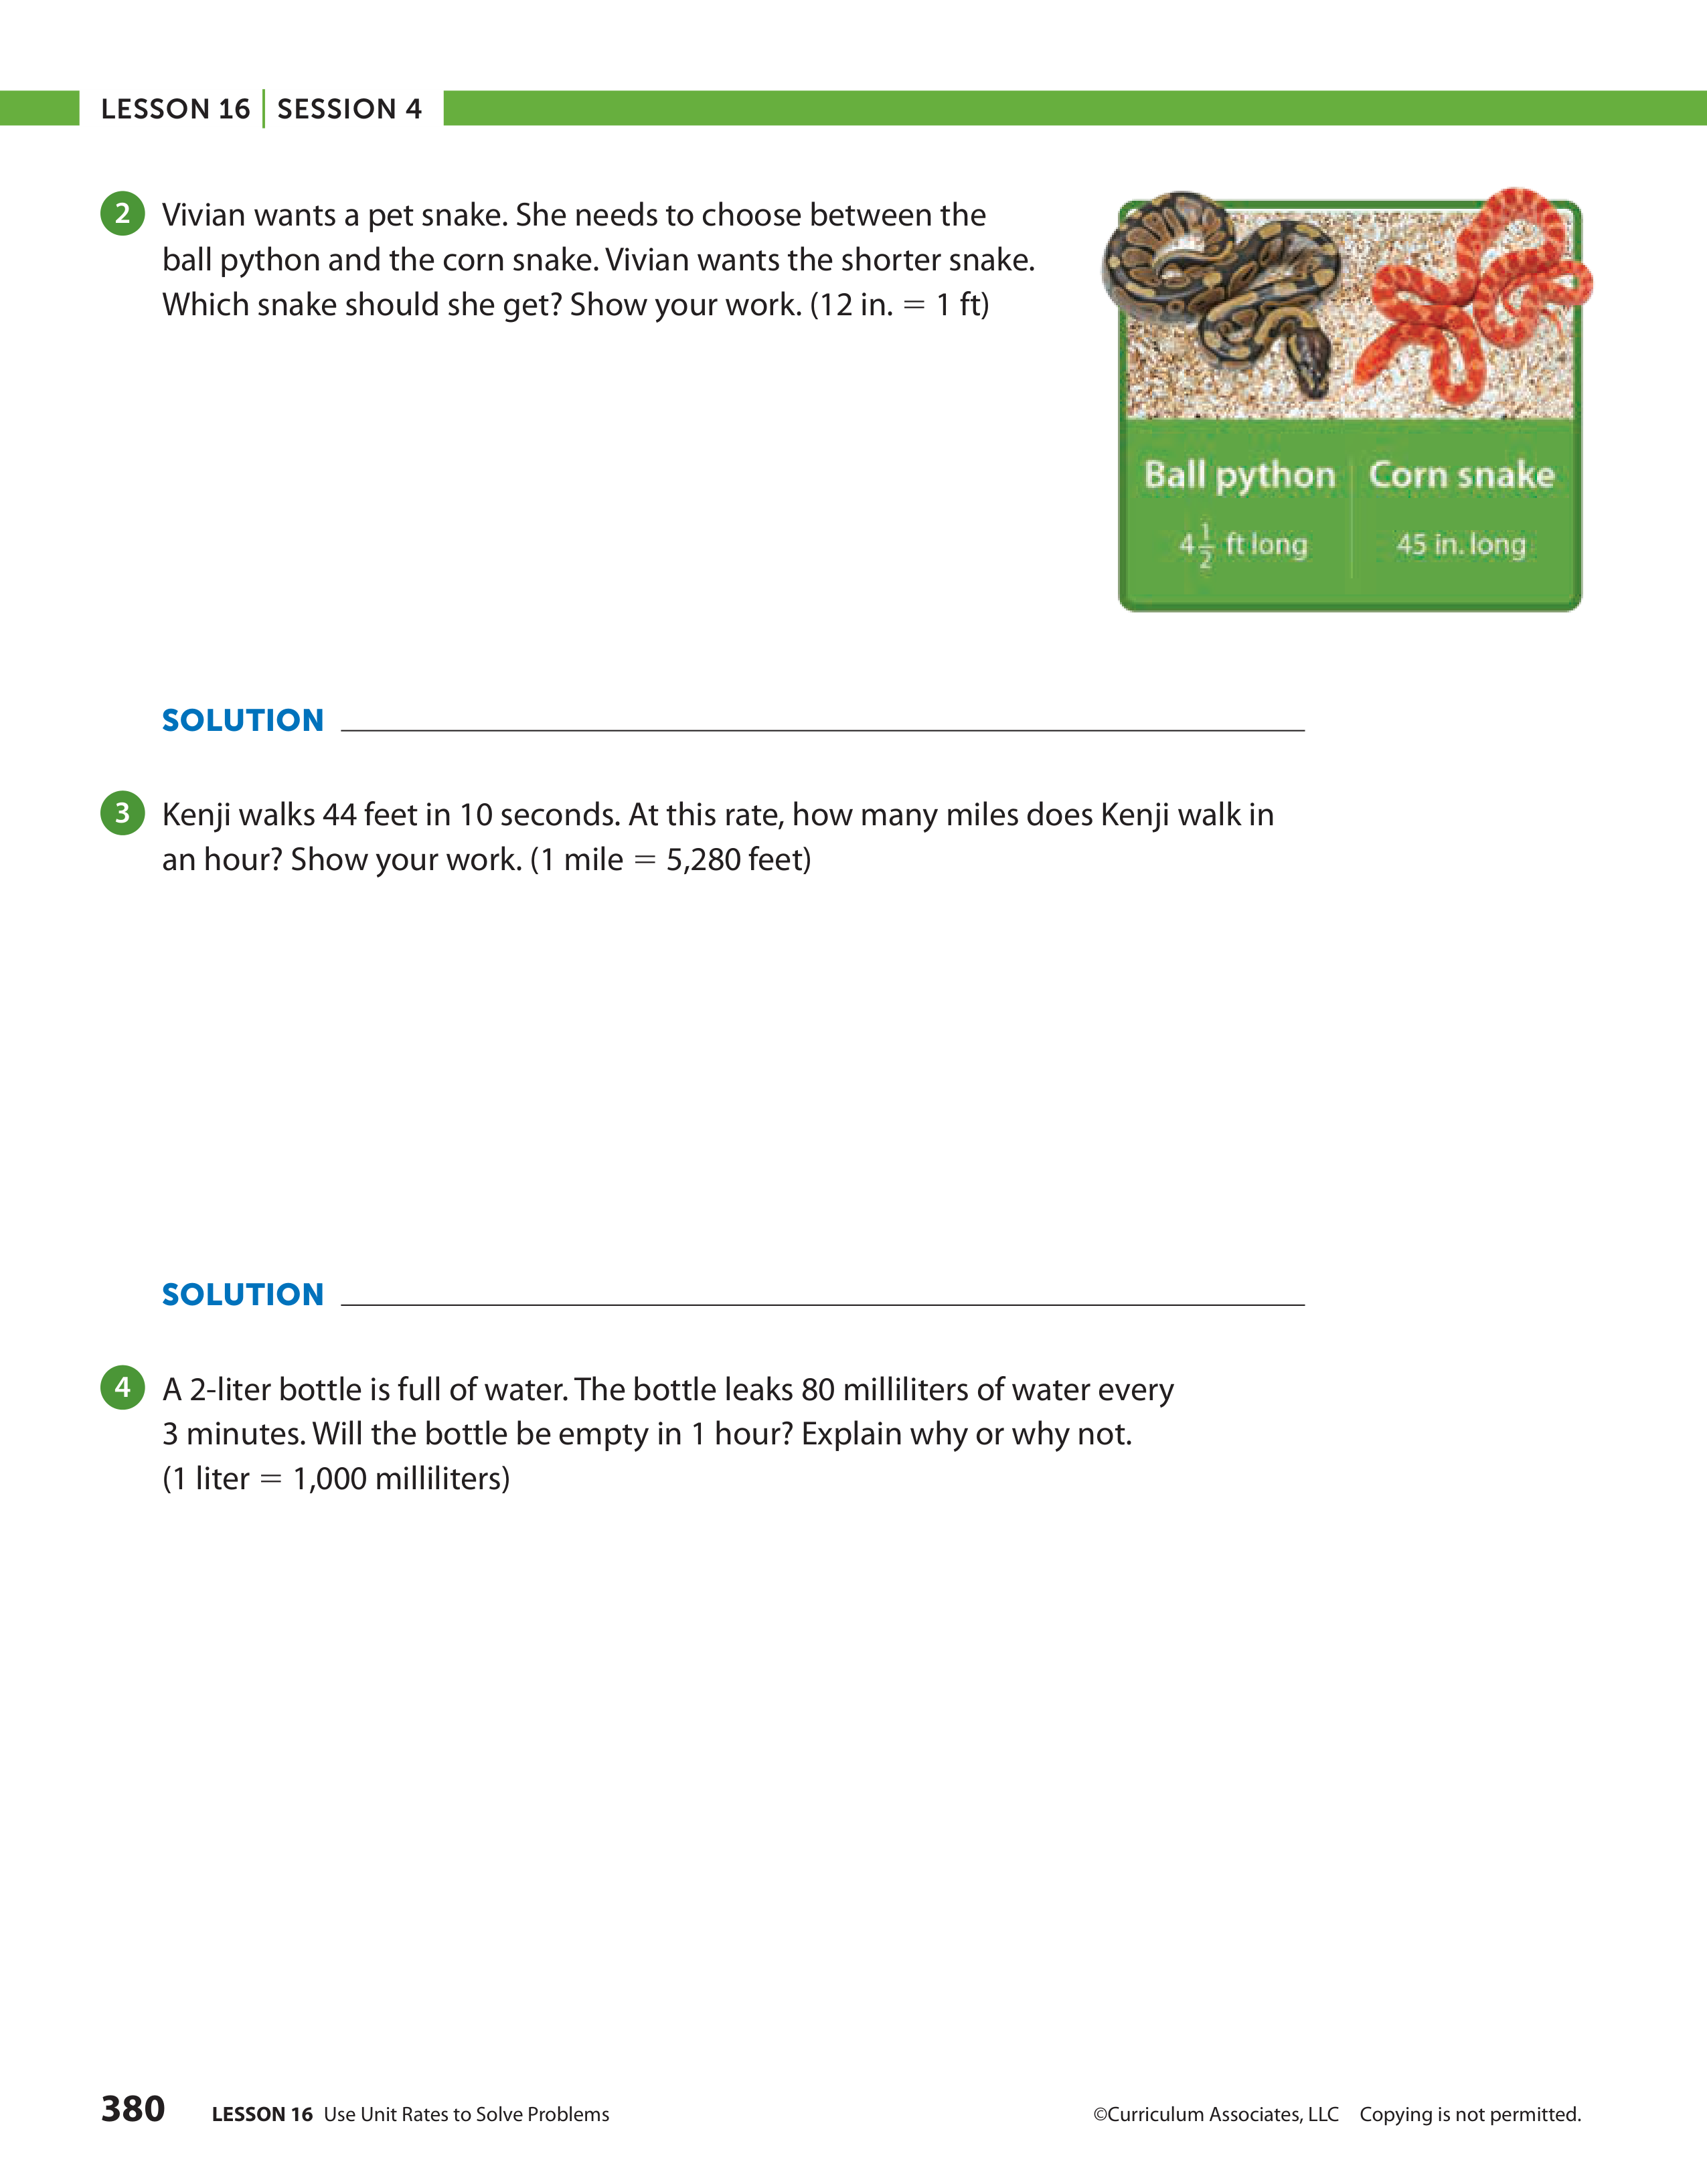 LESSON 16 | SESSION 4
2 Vivian wants a pet snake. She needs to choose between the
ball python and the corn snake. Vivian wants the shorter snake.
Which snake should she get? Show your work. (12 in. = 1 ft)
Ball python
4 1/2 ft long
Corn snake
45 in. long
SOLUTION
3 Kenji walks 44 feet in 10 seconds. At this rate, how many miles does Kenji walk in
an hour? Show your work. (1 mile = 5,280 feet)
SOLUTION
4 A 2-liter bottle is full of water. The bottle leaks 80 milliliters of water every
3 minutes. Will the bottle be empty in 1 hour? Explain why or why not.
(1 liter = 1,000 milliliters)
380 LESSON 16 Use Unit Rates to Solve Problems
©Curriculum Associates, LLC Copying is not permitted.